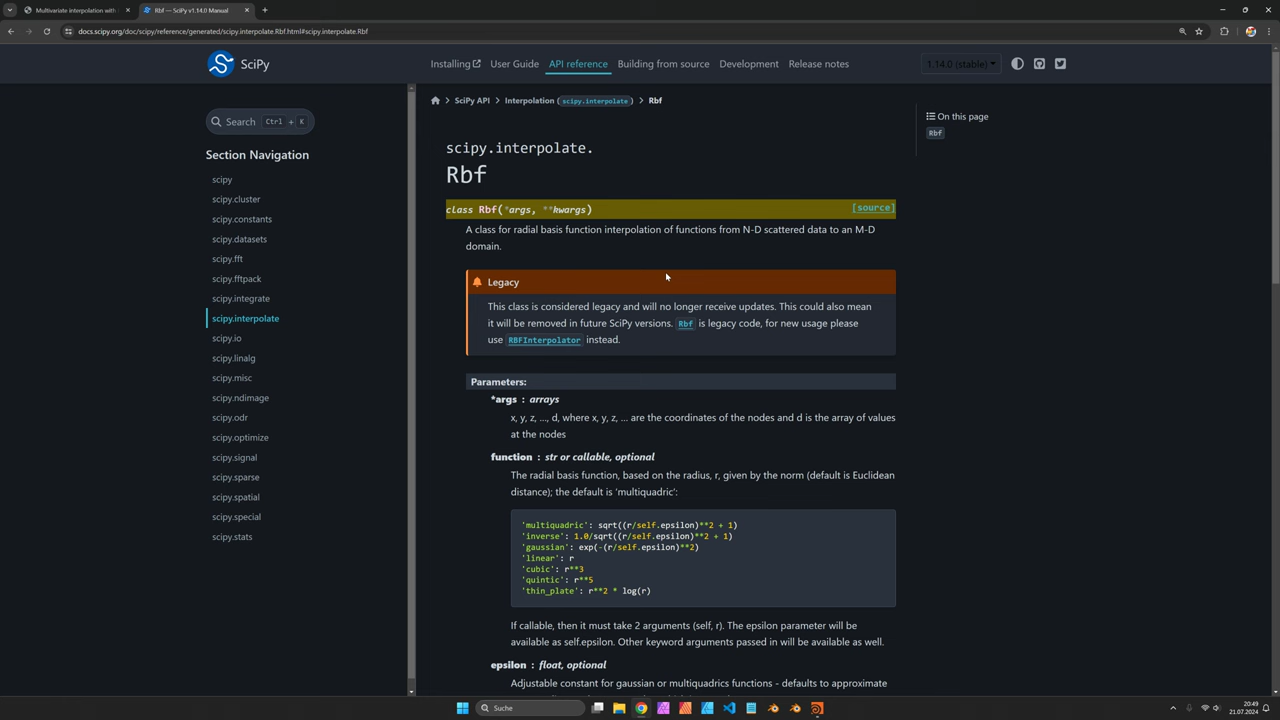 Multivariate interpolation with
Rbf — SciPy v1.14.0 Manual
docs.scipy.org/doc/scipy/reference/generated/scipy.interpolate.Rbf.html#scipy.interpolate.Rbf
SciPy
Installing User Guide API reference Building from source Development Release notes
1.14.0 (stable)
Search Ctrl + K
Section Navigation
scipy
scipy.cluster
scipy.constants
scipy.datasets
scipy.fft
scipy.fftpack
scipy.integrate
scipy.interpolate
scipy.io
scipy.linalg
scipy.misc
scipy.ndimage
scipy.odr
scipy.optimize
scipy.signal
scipy.sparse
scipy.spatial
scipy.special
scipy.stats
SciPy API Interpolation (scipy.interpolate) Rbf
scipy.interpolate.
Rbf
class Rbf(*args, **kwargs) [source]
A class for radial basis function interpolation of functions from N-D scattered data to an M-D
domain.
Legacy
This class is considered legacy and will no longer receive updates. This could also mean
it will be removed in future SciPy versions. Rbf is legacy code, for new usage please
use RBFInterpolator instead.
Parameters:
*args : arrays
x, y, z, …, d, where x, y, z, … are the coordinates of the nodes and d is the array of values
at the nodes
function : str or callable, optional
The radial basis function, based on the radius, r, given by the norm (default is Euclidean
distance); the default is 'multiquadric':
'multiquadric': sqrt((r/self.epsilon)**2 + 1)
'inverse': 1.0/sqrt((r/self.epsilon)**2 + 1)
'gaussian': exp(-(r/self.epsilon)**2)
'linear': r
'cubic': r**3
'quintic': r**5
'thin_plate': r**2 * log(r)
If callable, then it must take 2 arguments (self, r). The epsilon parameter will be
available as self.epsilon. Other keyword arguments passed in will be available as well.
epsilon : float, optional
Adjustable constant for gaussian or multiquadrics functions - defaults to approximate
On this page
Rbf
Suche
20:49
21.07.2024